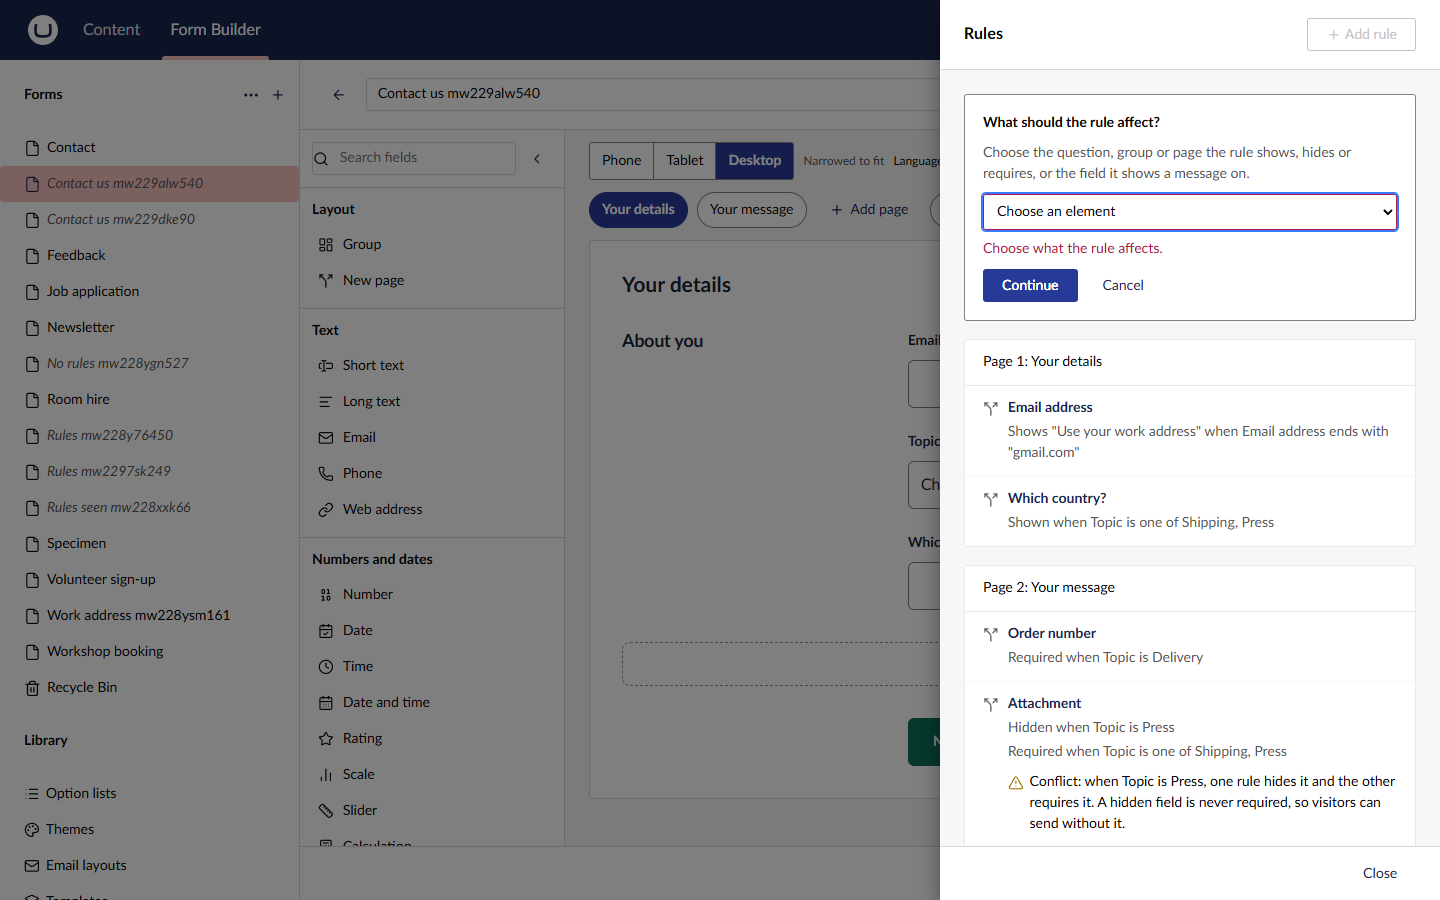 Content
Form Builder
Forms
Contact
Contact us mw229alw540
Contact us mw229dke90
Feedback
Job application
Newsletter
No rules mw228ygn527
Room hire
Rules mw228y76450
Rules mw2297sk249
Rules seen mw228xxk66
Specimen
Volunteer sign-up
Work address mw228ysm161
Workshop booking
Recycle Bin
Library
Option lists
Themes
Email layouts
Templates
Contact us mw229alw540
Search fields
Layout
Group
New page
Text
Short text
Long text
Email
Phone
Web address
Numbers and dates
Number
Date
Time
Date and time
Rating
Scale
Slider
Calculation
Phone
Tablet
Desktop
Narrowed to fit
Language
Your details
Your message
Add page
Your details
About you
Email
Topic
Ch
Whic
Rules
Add rule
What should the rule affect?
Choose the question, group or page the rule shows, hides or
requires, or the field it shows a message on.
Choose an element
Choose what the rule affects.
Continue
Cancel
Page 1: Your details
Email address
Shows "Use your work address" when Email address ends with
"gmail.com"
Which country?
Shown when Topic is one of Shipping, Press
Page 2: Your message
Order number
Required when Topic is Delivery
Attachment
Hidden when Topic is Press
Required when Topic is one of Shipping, Press
Conflict: when Topic is Press, one rule hides it and the other
requires it. A hidden field is never required, so visitors can
send without it.
Close